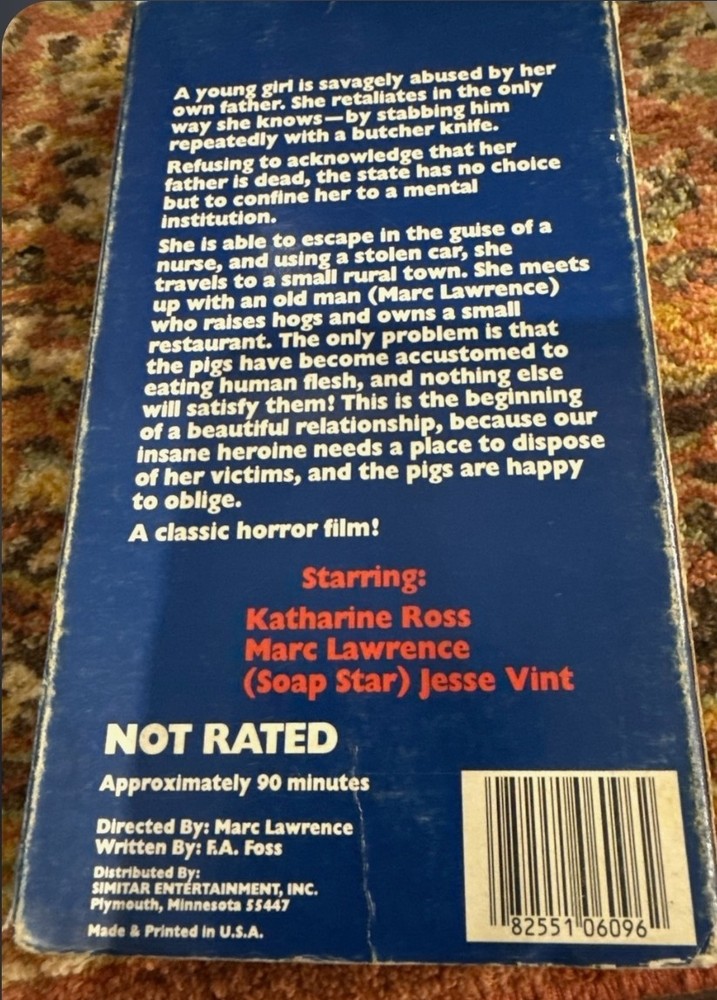 A young girl is savagely abused by her
own father. She retaliates in the only
way she knows—by stabbing him
repeatedly with a butcher knife.
Refusing to acknowledge that her
father is dead, the state has no choice
but to confine her to a mental
institution.
She is able to escape in the guise of a
nurse, and using a stolen car, she
travels to a small rural town. She meets
up with an old man (Marc Lawrence)
who raises hogs and owns a small
restaurant. The only problem is that
the pigs have become accustomed to
eating human flesh, and nothing else
will satisfy them! This is the beginning
of a beautiful relationship, because our
insane heroine needs a place to dispose
of her victims, and the pigs are happy
to oblige.
A classic horror film!
Starring:
Katharine Ross
Marc Lawrence
(Soap Star) Jesse Vint
NOT RATED
Approximately 90 minutes
Directed By: Marc Lawrence
Written By: F.A. Foss
Distributed By:
SIMITAR ENTERTAINMENT, INC.
Plymouth, Minnesota 55447
Made & Printed in U.S.A.
82551 06096